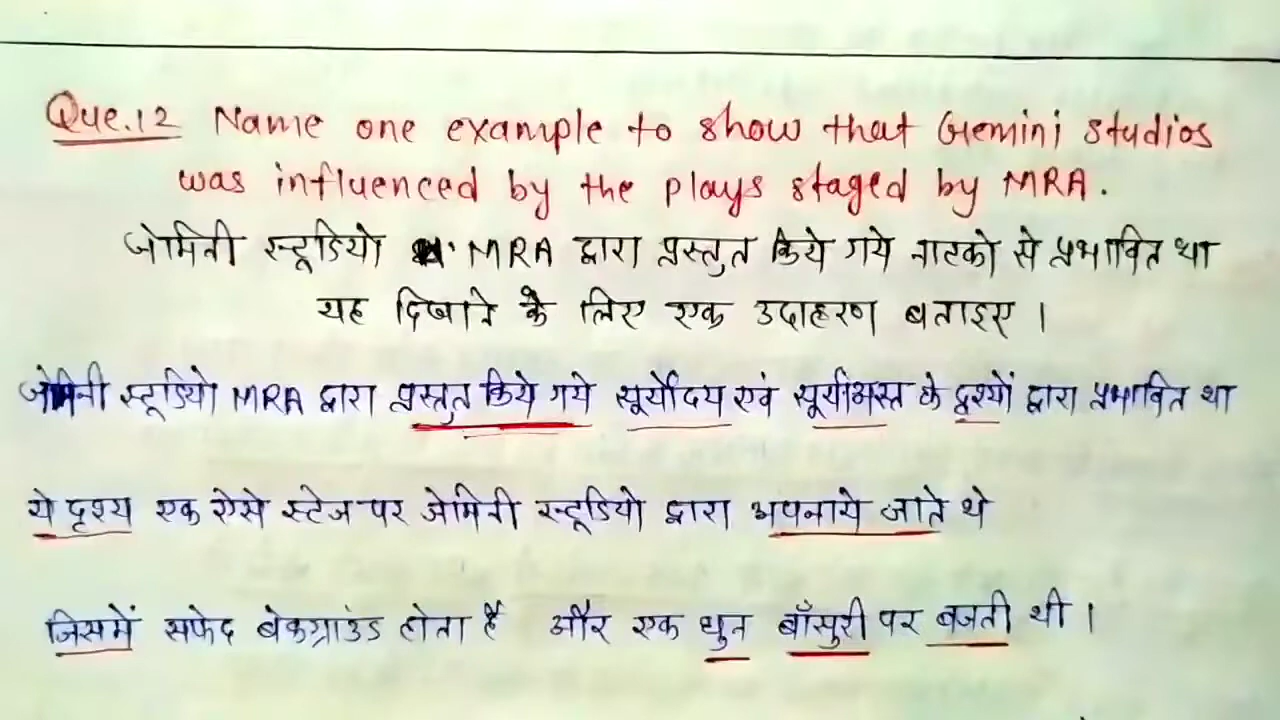 Que.12 Name one example to show that Gemini studios
was influenced by the plays staged by MRA.
जेमिनी स्टूडियो MRA द्वारा प्रस्तुत किये गये नाटको से प्रभावित था
यह दिखाने के लिए एक उदाहरण बताइए ।
जेमिनी स्टूडियो MRA द्वारा प्रस्तुत किये गये सूर्योदय एवं सूर्यास्त के दृश्यों द्वारा प्रभावित था
ये दृश्य एक ऐसे स्टेज पर जेमिनी स्टूडियो द्वारा अपनाये जाते थे
जिसमें सफेद बेकग्राउंड होता है और एक धुन बाँसुरी पर बजती थी ।